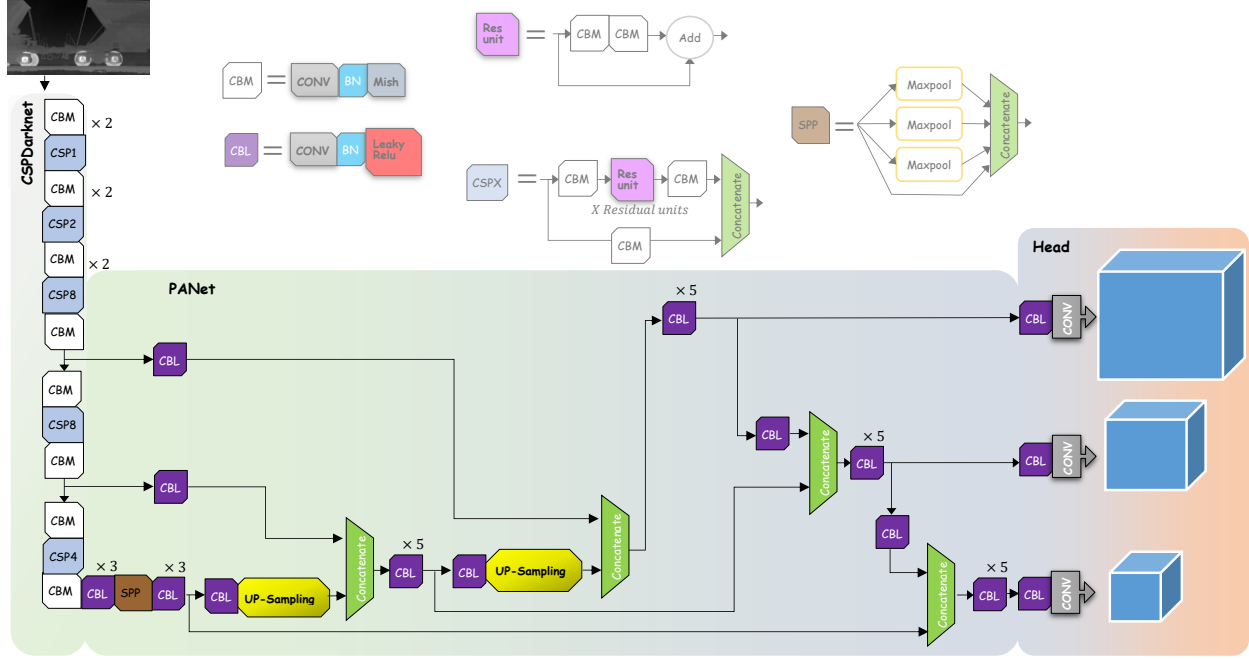 Res
unit
=
CBM
CBM
Add
CBM
=
CONV
BN
Mish
CBL
=
CONV
BN
Leaky
Relu
SPP
=
Maxpool
Maxpool
Maxpool
Concatenate
CSPX
=
CBM
Res
unit
CBM
X Residual units
CBM
Concatenate
CSPDarknet
CBM
× 2
CSP1
CBM
× 2
CSP2
CBM
× 2
CSP8
CBM
CBM
CSP8
CBM
CBM
CSP4
CBM
PANet
× 3
CBL
SPP
× 3
CBL
CBL
CBL
CBL
UP-Sampling
Concatenate
× 5
CBL
CBL
UP-Sampling
Concatenate
× 5
CBL
CBL
Concatenate
× 5
CBL
CBL
Concatenate
× 5
CBL
Head
CBL
CONV
CBL
CONV
CBL
CONV